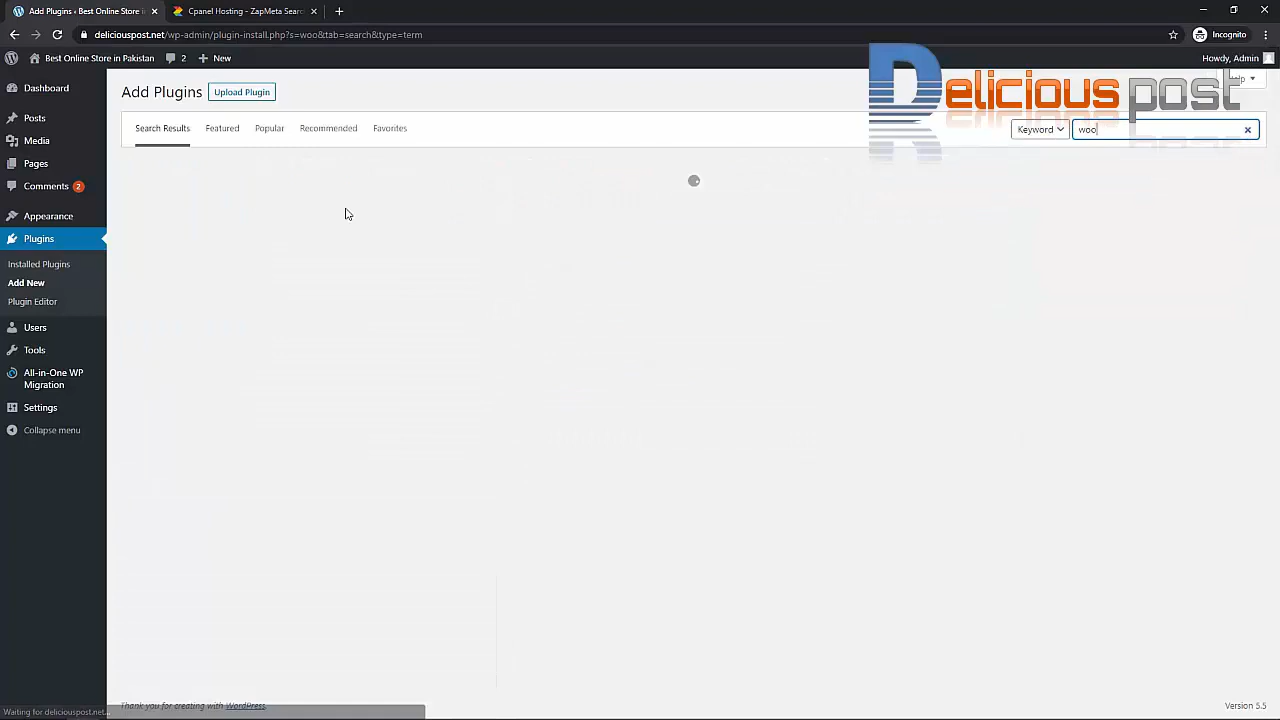 Add Plugins ‹ Best Online Store in
Cpanel Hosting - ZapMeta Searc
deliciouspost.net/wp-admin/plugin-install.php?s=woo&tab=search&type=term
Incognito
Best Online Store in Pakistan
2
New
Howdy, Admin
Dashboard
Posts
Media
Pages
Comments 2
Appearance
Plugins
Installed Plugins
Add New
Plugin Editor
Users
Tools
All-in-One WP
Migration
Settings
Collapse menu
Add Plugins
Upload Plugin
Delicious post
Search Results
Featured
Popular
Recommended
Favorites
Keyword
woo
Thank you for creating with WordPress.
Version 5.5
Waiting for deliciouspost.net...